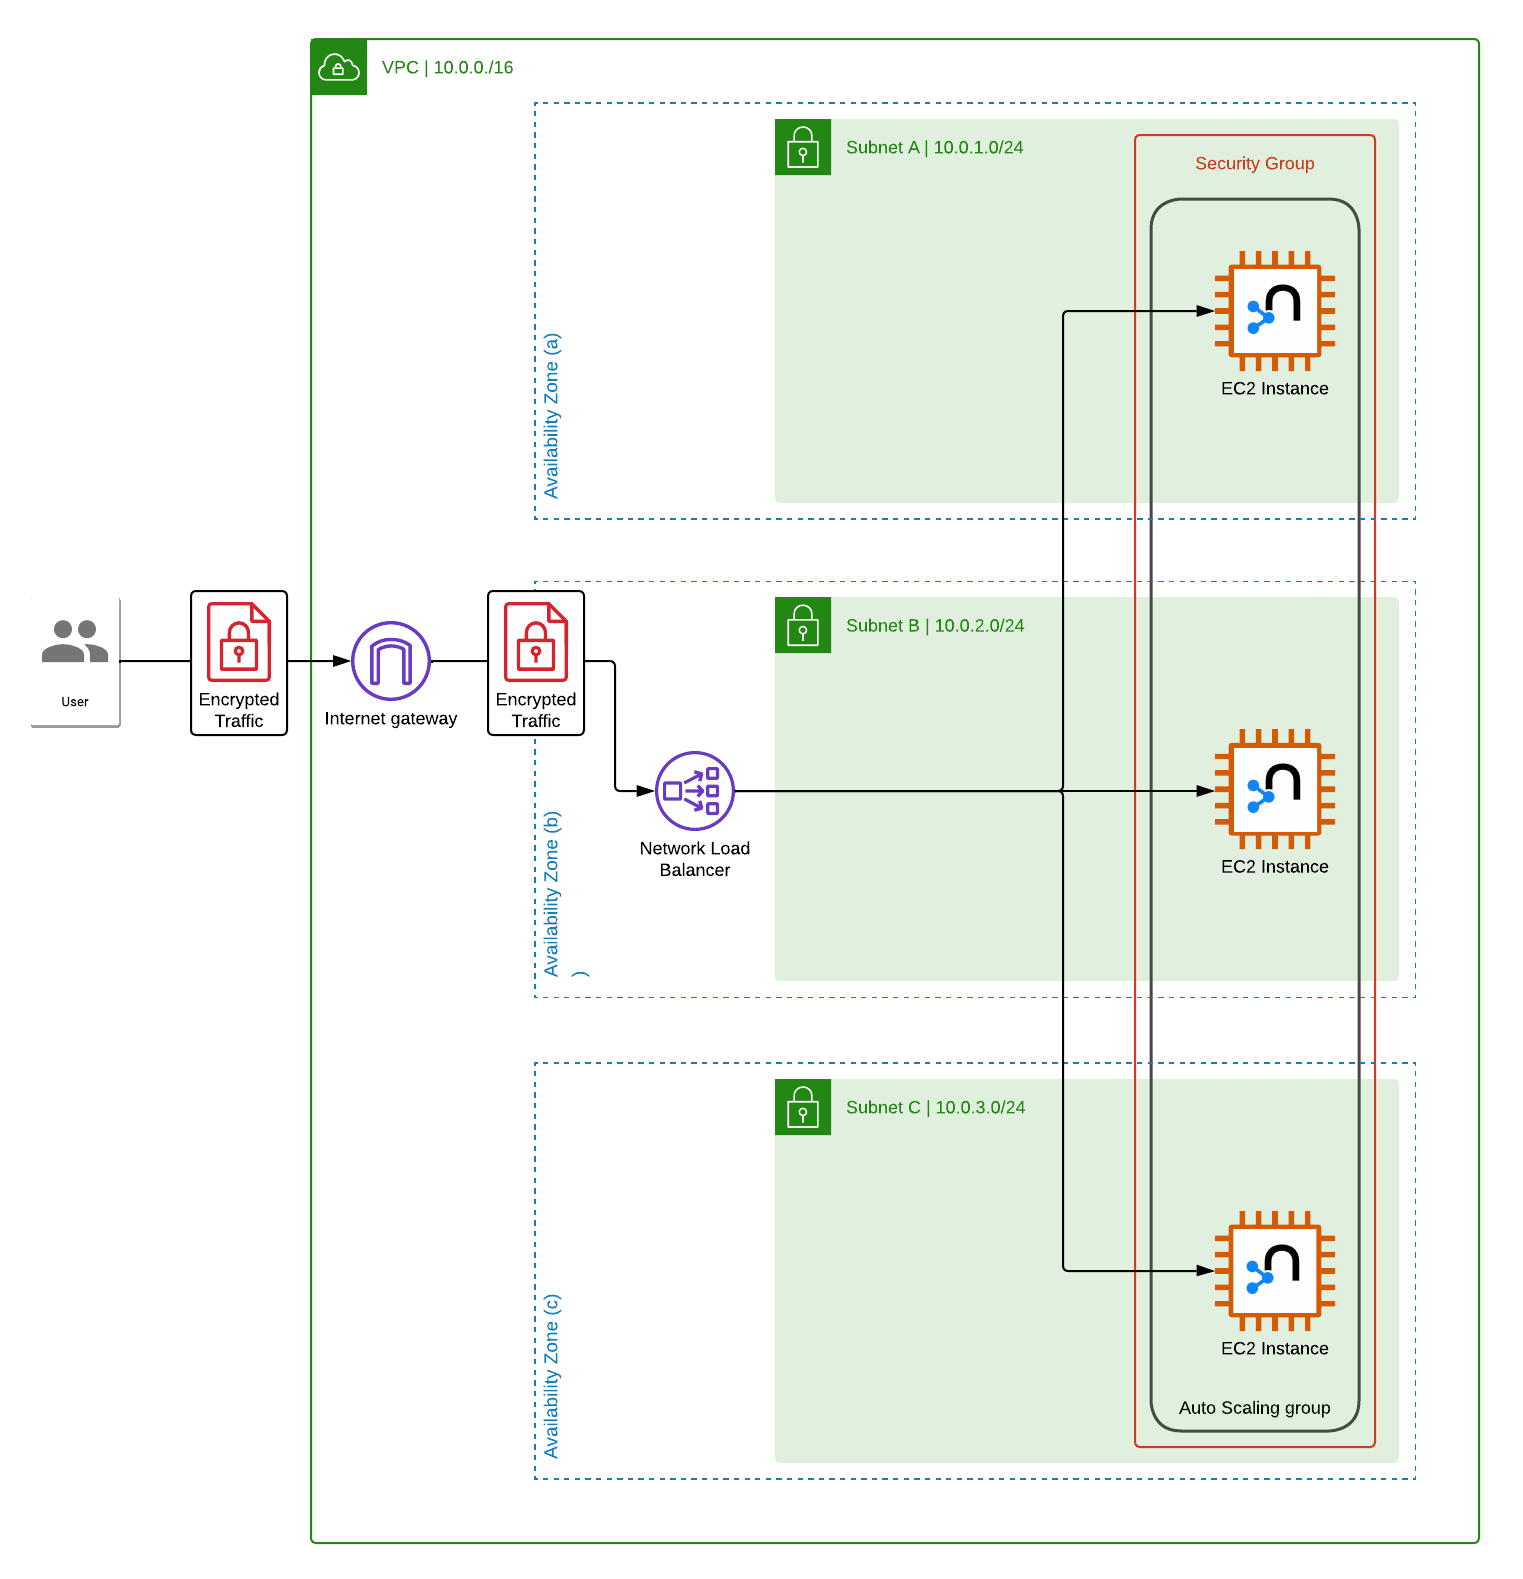 VPC | 10.0.0./16
Subnet A | 10.0.1.0/24
Security Group
EC2 Instance
Availability Zone (a)
User
Encrypted
Traffic
Internet gateway
Encrypted
Traffic
Subnet B | 10.0.2.0/24
Network Load
Balancer
EC2 Instance
Availability Zone (b)
)
Subnet C | 10.0.3.0/24
EC2 Instance
Availability Zone (c)
Auto Scaling group